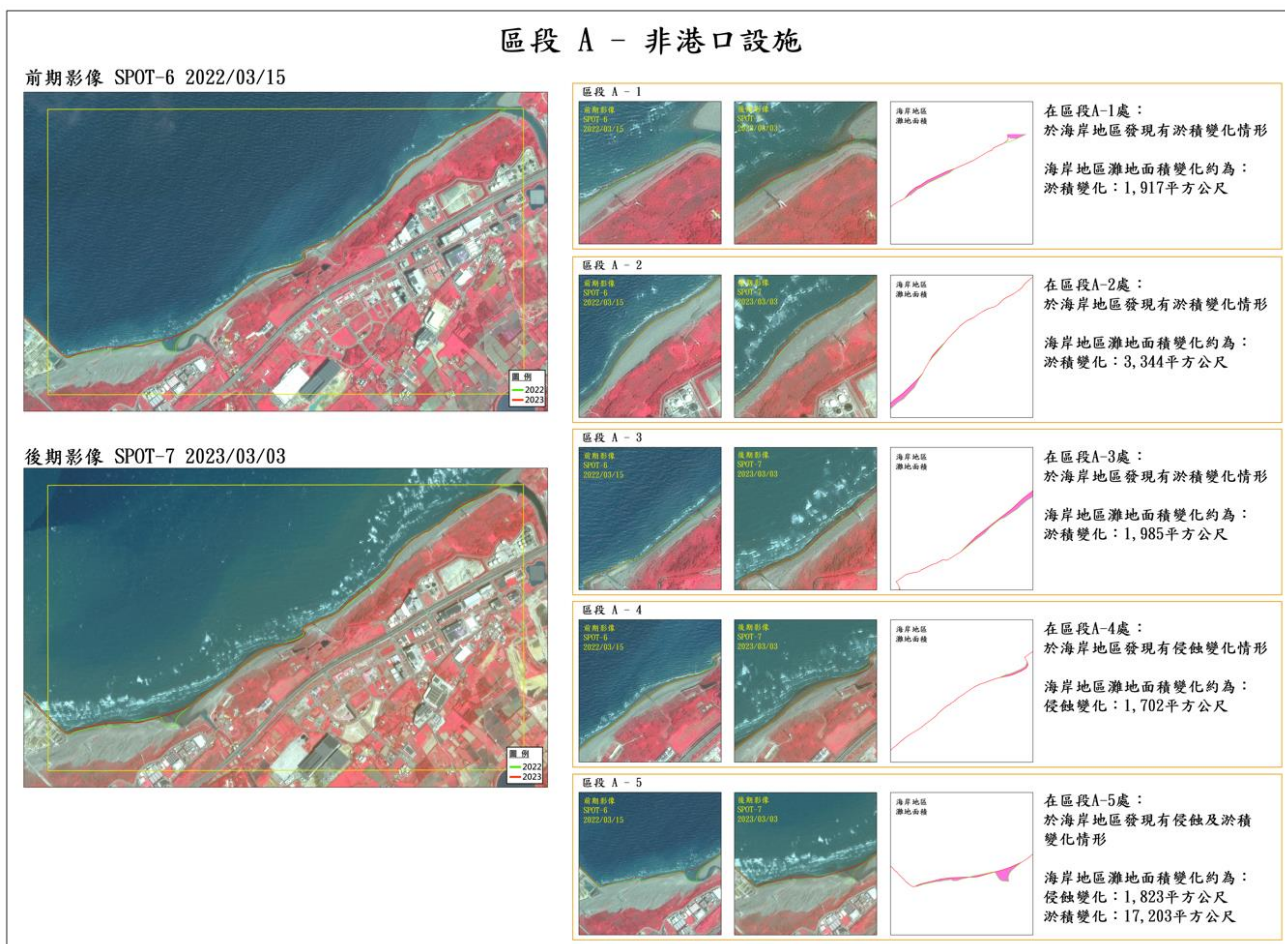 區段 A - 非港口設施
前期影像 SPOT-6 2022/03/15
圖 例
2022
2023
後期影像 SPOT-7 2023/03/03
圖 例
2022
2023
區段 A - 1
前期影像
SPOT-6
2022/03/15
後期影像
海岸地區
灘地面積
在區段A-1處：
於海岸地區發現有淤積變化情形
海岸地區灘地面積變化約為：
淤積變化：1,917平方公尺
區段 A - 2
前期影像
SPOT-6
2022/03/15
後期影像
SPOT-7
2023/03/03
海岸地區
灘地面積
在區段A-2處：
於海岸地區發現有淤積變化情形
海岸地區灘地面積變化約為：
淤積變化：3,344平方公尺
區段 A - 3
前期影像
SPOT-6
2022/03/15
後期影像
SPOT-7
2023/03/03
海岸地區
灘地面積
在區段A-3處：
於海岸地區發現有淤積變化情形
海岸地區灘地面積變化約為：
淤積變化：1,985平方公尺
區段 A - 4
前期影像
SPOT-6
2022/03/15
後期影像
SPOT-7
2023/03/03
海岸地區
灘地面積
在區段A-4處：
於海岸地區發現有侵蝕變化情形
海岸地區灘地面積變化約為：
侵蝕變化：1,702平方公尺
區段 A - 5
前期影像
SPOT-6
2022/03/15
後期影像
SPOT-7
2023/03/03
海岸地區
灘地面積
在區段A-5處：
於海岸地區發現有侵蝕及淤積
變化情形
海岸地區灘地面積變化約為：
侵蝕變化：1,823平方公尺
淤積變化：17,203平方公尺